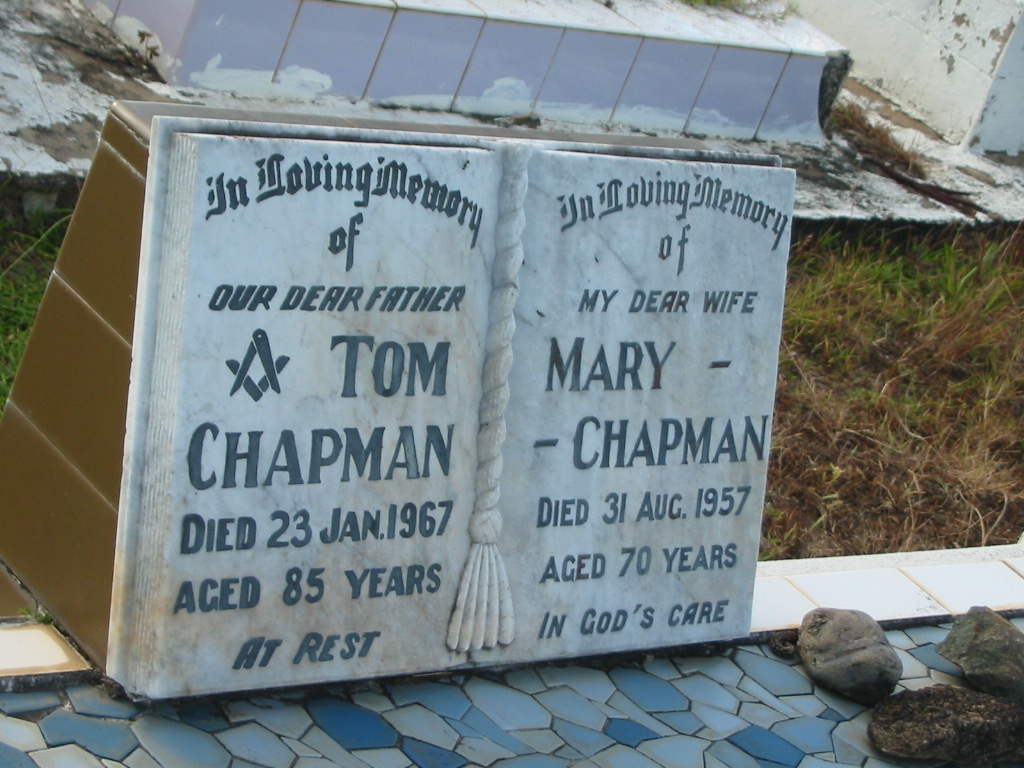 In Loving Memory
of
OUR DEAR FATHER
TOM
CHAPMAN
DIED 23 JAN. 1967
AGED 85 YEARS
AT REST
In Loving Memory
of
MY DEAR WIFE
MARY -
- CHAPMAN
DIED 31 AUG. 1957
AGED 70 YEARS
IN GOD'S CARE